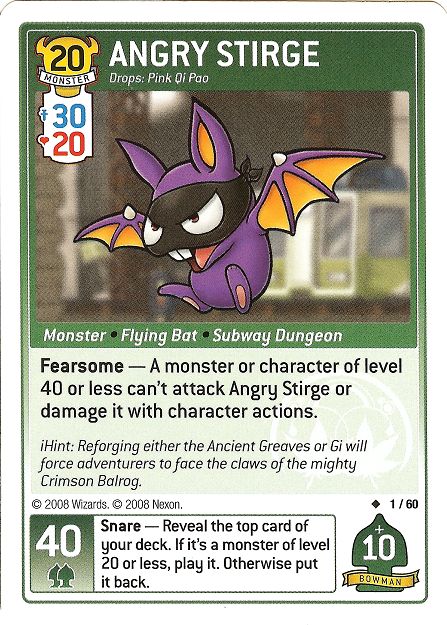 20
MONSTER
ANGRY STIRGE
Drops: Pink Qi Pao
30
20
Monster • Flying Bat • Subway Dungeon
Fearsome — A monster or character of level
40 or less can't attack Angry Stirge or
damage it with character actions.
iHint: Reforging either the Ancient Greaves or Gi will
force adventurers to face the claws of the mighty
Crimson Balrog.
© 2008 Wizards. © 2008 Nexon.
◆ 1 / 60
40
Snare — Reveal the top card of
your deck. If it's a monster of level
20 or less, play it. Otherwise put
it back.
+
10
BOWMAN